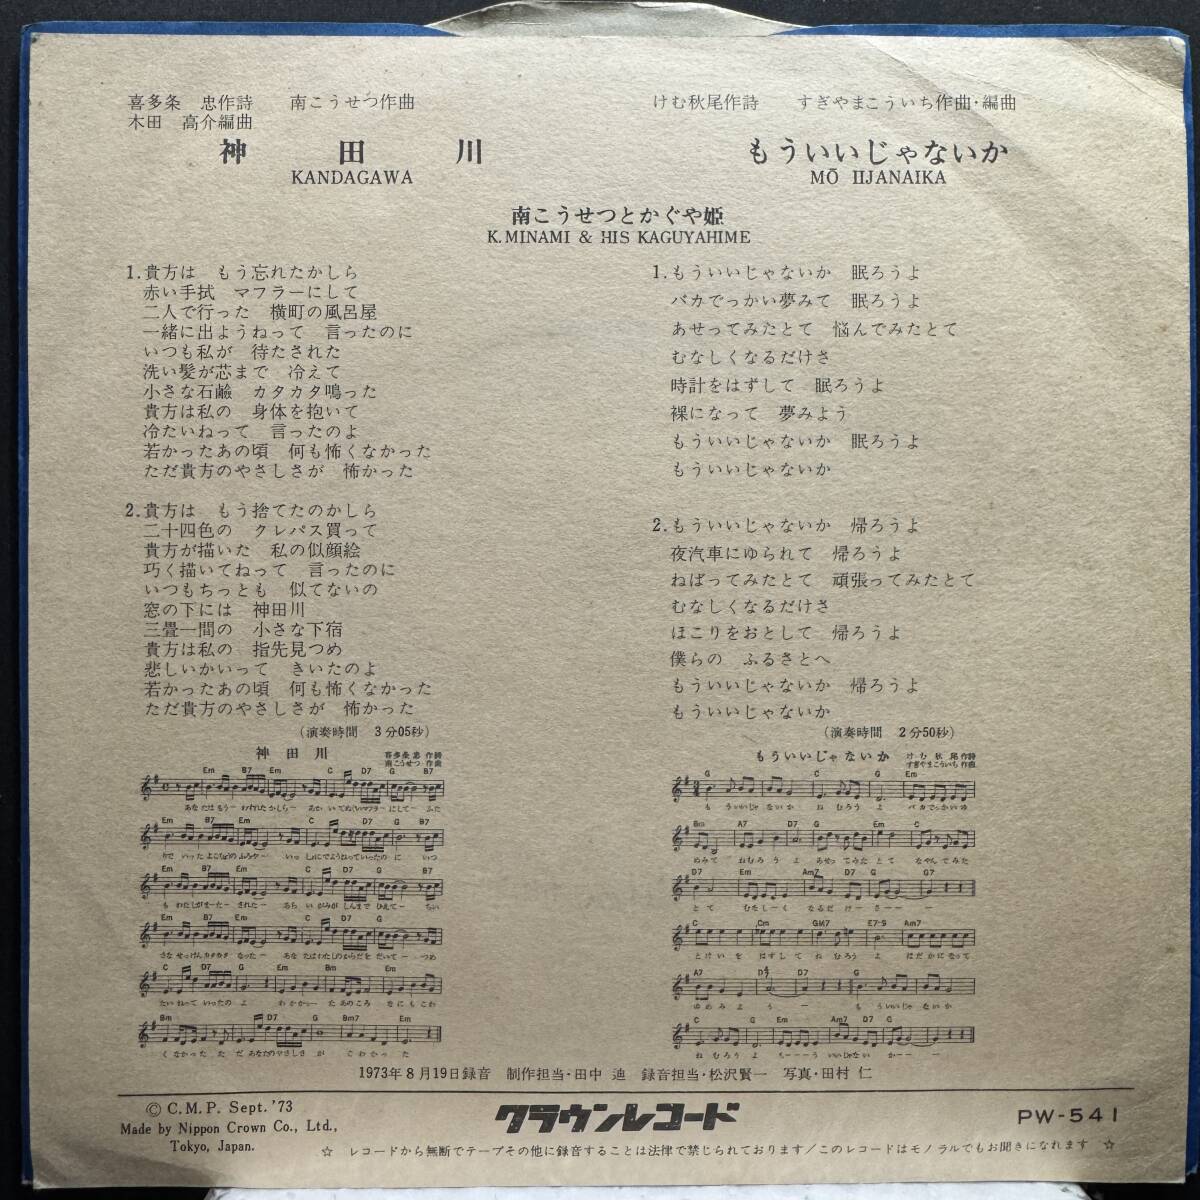 喜多条　忠作詩　　南こうせつ作曲
木田　高介編曲
神田川
KANDAGAWA
けむ秋尾作詩　　すぎやまこういち作曲・編曲
もういいじゃないか
MŌ IIJANAIKA
南こうせつとかぐや姫
K.MINAMI & HIS KAGUYAHIME
1.貴方は　もう忘れたかしら
赤い手拭　マフラーにして
二人で行った　横町の風呂屋
一緒に出ようねって　言ったのに
いつも私が　待たされた
洗い髪が芯まで　冷えて
小さな石鹼　カタカタ鳴った
貴方は私の　身体を抱いて
冷たいねって　言ったのよ
若かったあの頃　何も怖くなかった
ただ貴方のやさしさが　怖かった
2.貴方は　もう捨てたのかしら
二十四色の　クレパス買って
貴方が描いた　私の似顔絵
巧く描いてねって　言ったのに
いつもちっとも　似てないの
窓の下には　神田川
三畳一間の　小さな下宿
貴方は私の　指先見つめ
悲しいかいって　きいたのよ
若かったあの頃　何も怖くなかった
ただ貴方のやさしさが　怖かった
（演奏時間　3分05秒）
1.もういいじゃないか　眠ろうよ
バカでっかい夢みて　眠ろうよ
あせってみたとて　悩んでみたとて
むなしくなるだけさ
時計をはずして　眠ろうよ
裸になって　夢みよう
もういいじゃないか　眠ろうよ
もういいじゃないか
2.もういいじゃないか　帰ろうよ
夜汽車にゆられて　帰ろうよ
ねばってみたとて　頑張ってみたとて
むなしくなるだけさ
ほこりをおとして　帰ろうよ
僕らの　ふるさとへ
もういいじゃないか　帰ろうよ
もういいじゃないか
（演奏時間　2分50秒）
神田川
喜多条 忠 作詩
南こうせつ 作曲
もういいじゃないか
けむ秋尾 作詩
すぎやまこういち 作曲
1973年8月19日録音　制作担当・田中　迪　録音担当・松沢賢一　写真・田村　仁
© C.M.P. Sept.'73
Made by Nippon Crown Co., Ltd.,
Tokyo, Japan.
クラウンレコード
PW-541
☆　レコードから無断でテープその他に録音することは法律で禁じられております／このレコードはモノラルでもお聞きになれます　☆